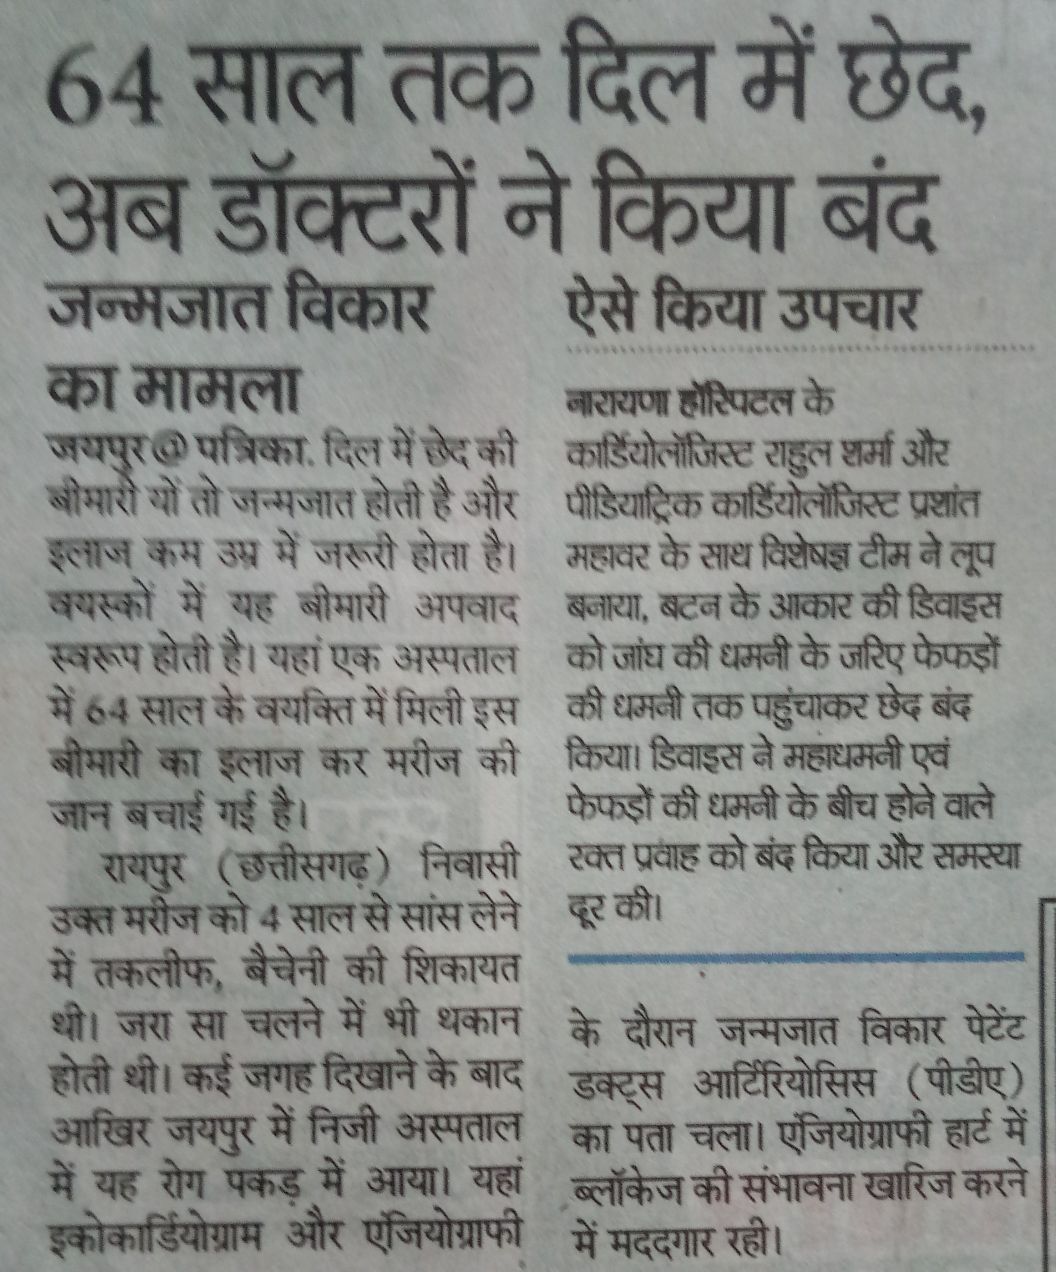 64 साल तक दिल में छेद,
अब डॉक्टरों ने किया बंद
जन्मजात विकार
का मामला
जयपुर@पत्रिका. दिल में छेद की
बीमारी यों तो जन्मजात होती है और
इलाज कम उम्र में जरूरी होता है।
वयस्कों में यह बीमारी अपवाद
स्वरूप होती है। यहां एक अस्पताल
में 64 साल के वयक्ति में मिली इस
बीमारी का इलाज कर मरीज की
जान बचाई गई है।
रायपुर (छत्तीसगढ़) निवासी
उक्त मरीज को 4 साल से सांस लेने
में तकलीफ, बैचेनी की शिकायत
थी। जरा सा चलने में भी थकान
होती थी। कई जगह दिखाने के बाद
आखिर जयपुर में निजी अस्पताल
में यह रोग पकड़ में आया। यहां
इकोकार्डियोग्राम और एंजियोग्राफी
ऐसे किया उपचार
नारायणा हॉस्पिटल के
कार्डियोलॉजिस्ट राहुल शर्मा और
पीडियाट्रिक कार्डियोलॉजिस्ट प्रशांत
महावर के साथ विशेषज्ञ टीम ने लूप
बनाया, बटन के आकार की डिवाइस
को जांघ की धमनी के जरिए फेफड़ों
की धमनी तक पहुंचाकर छेद बंद
किया। डिवाइस ने महाधमनी एवं
फेफड़ों की धमनी के बीच होने वाले
रक्त प्रवाह को बंद किया और समस्या
दूर की।
के दौरान जन्मजात विकार पेटेंट
डक्ट्स आर्टिरियोसिस (पीडीए)
का पता चला। एंजियोग्राफी हार्ट में
ब्लॉकेज की संभावना खारिज करने
में मददगार रही।